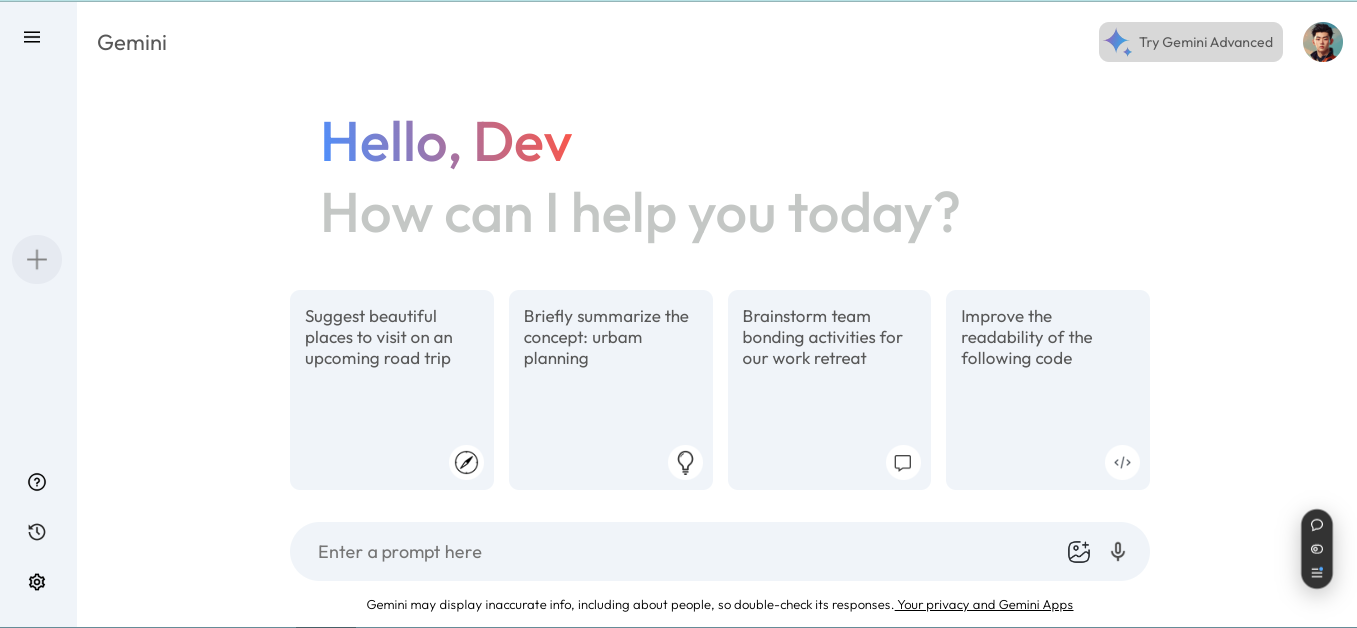 Gemini
Try Gemini Advanced
Hello, Dev
How can I help you today?
Suggest beautiful
places to visit on an
upcoming road trip
Briefly summarize the
concept: urbam
planning
Brainstorm team
bonding activities for
our work retreat
Improve the
readability of the
following code
Enter a prompt here
Gemini may display inaccurate info, including about people, so double-check its responses. Your privacy and Gemini Apps